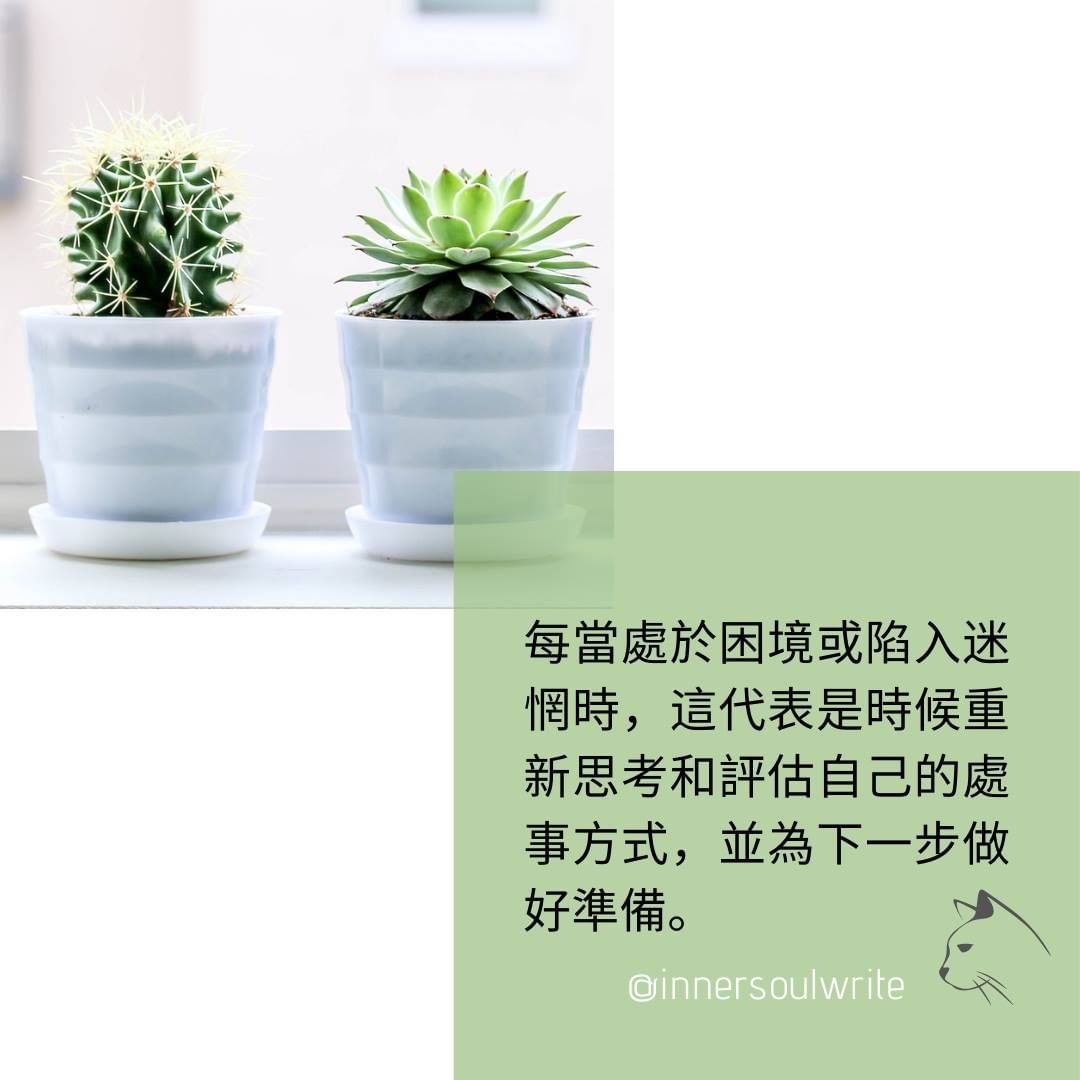 每當處於困境或陷入迷
惘時，這代表是時候重
新思考和評估自己的處
事方式，並為下一步做
好準備。
@innersoulwrite